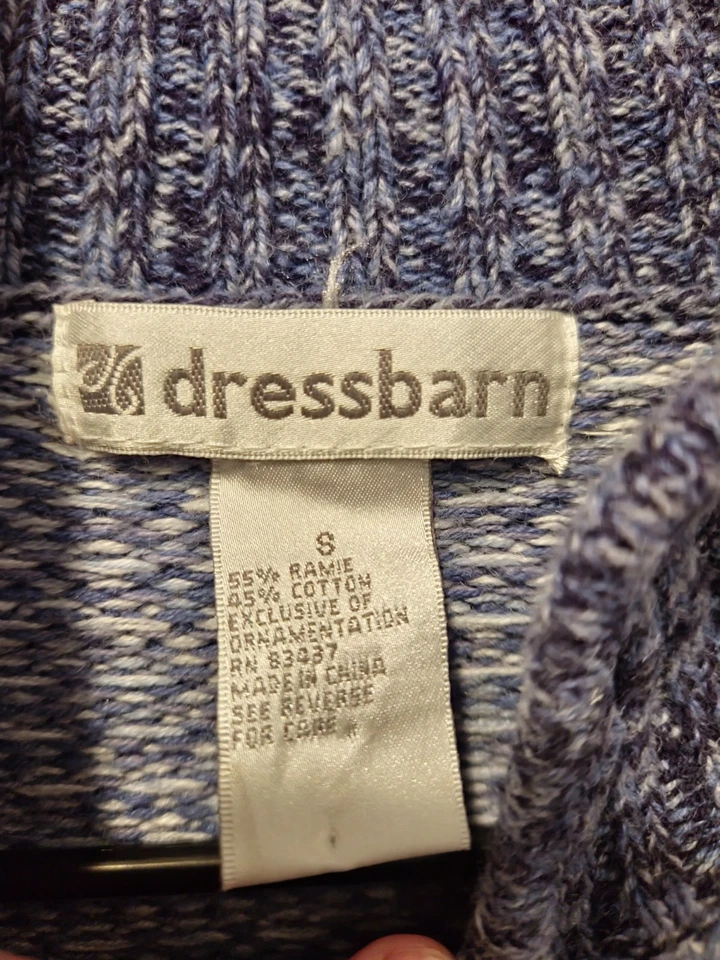 dressbarn
S
55% RAMIE
45% COTTON
EXCLUSIVE OF
ORNAMENTATION
RN 83437
MADE IN CHINA
SEE REVERSE
FOR CARE *